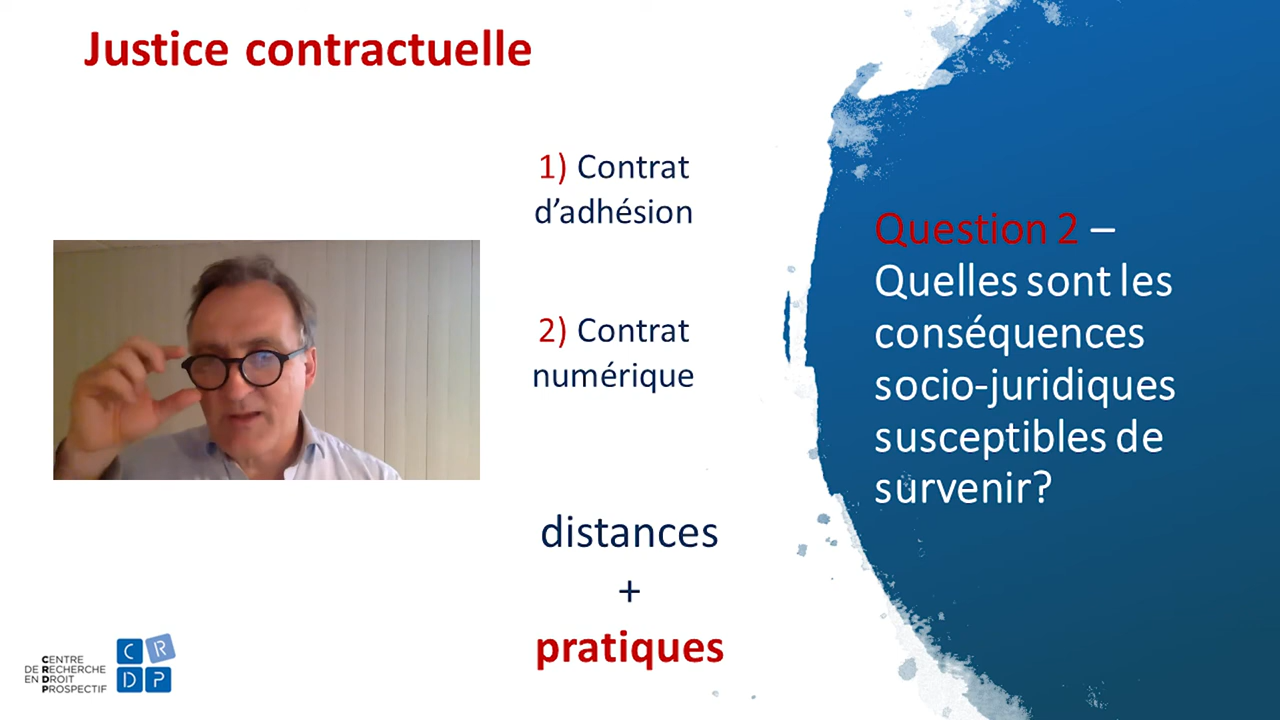 Justice contractuelle
1) Contrat
d’adhésion
2) Contrat
numérique
distances
+
pratiques
Question 2 –
Quelles sont les
conséquences
socio-juridiques
susceptibles de
survenir?
CENTRE
DE RECHERCHE
EN DROIT
PROSPECTIF
C R
D P